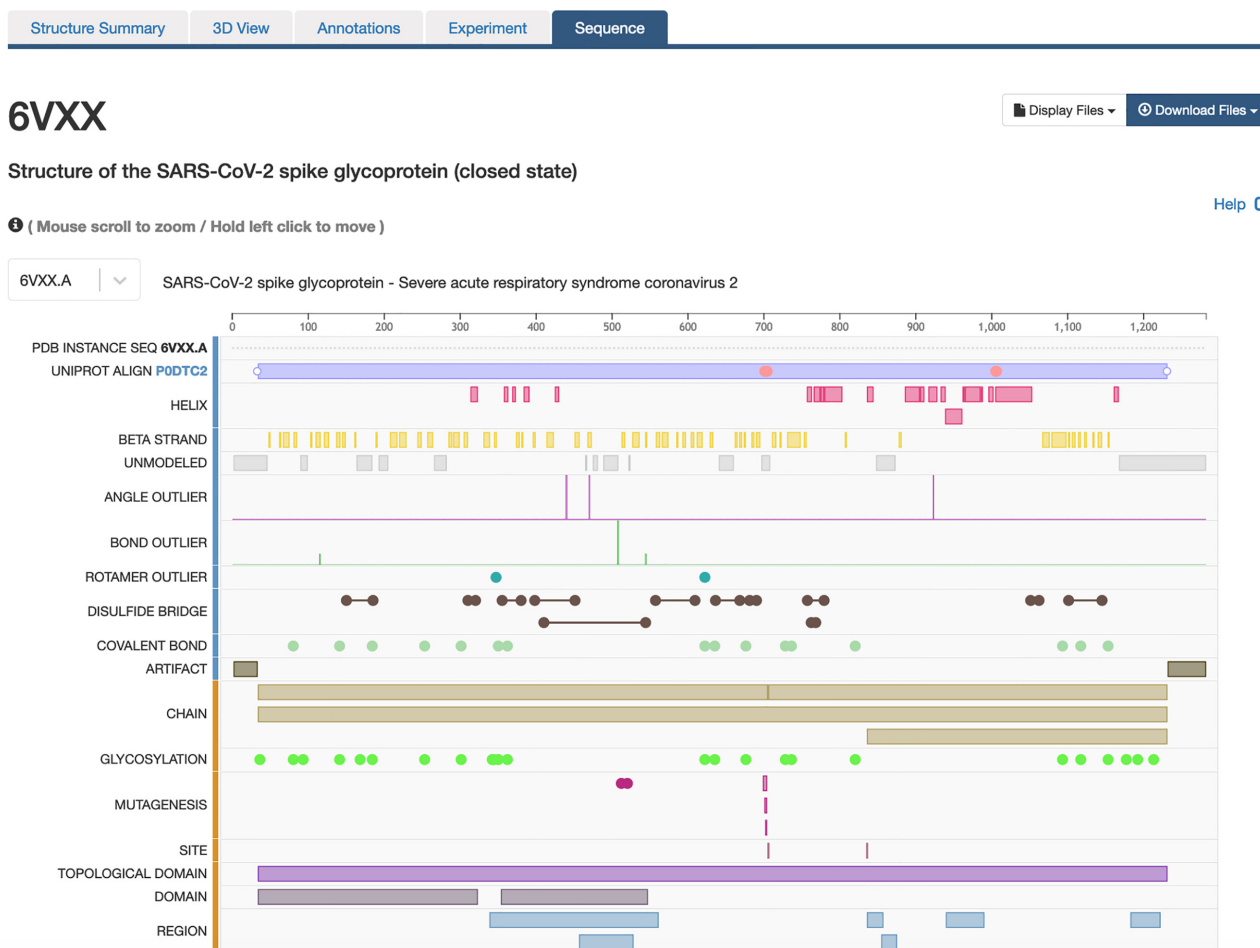 Structure Summary 3D View Annotations Experiment Sequence
6VXX
Display Files Download Files
Structure of the SARS-CoV-2 spike glycoprotein (closed state)
Help
( Mouse scroll to zoom / Hold left click to move )
6VXX.A SARS-CoV-2 spike glycoprotein - Severe acute respiratory syndrome coronavirus 2
0 100 200 300 400 500 600 700 800 900 1,000 1,100 1,200
PDB INSTANCE SEQ 6VXX.A
UNIPROT ALIGN P0DTC2
HELIX
BETA STRAND
UNMODELED
ANGLE OUTLIER
BOND OUTLIER
ROTAMER OUTLIER
DISULFIDE BRIDGE
COVALENT BOND
ARTIFACT
CHAIN
GLYCOSYLATION
MUTAGENESIS
SITE
TOPOLOGICAL DOMAIN
DOMAIN
REGION